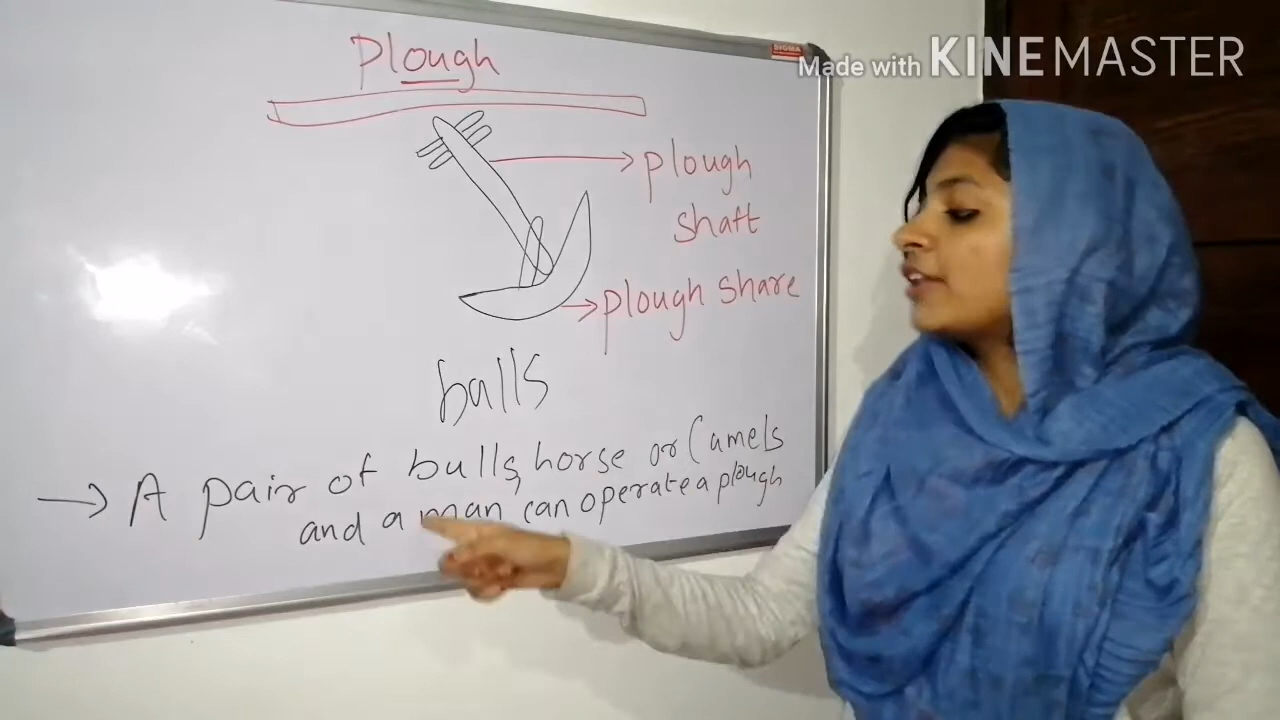 Made with KINEMASTER
SIGMA
Plough
plough
shaft
plough share
bulls
→ A pair of bulls, horse or Camels
and a man can operate a plough